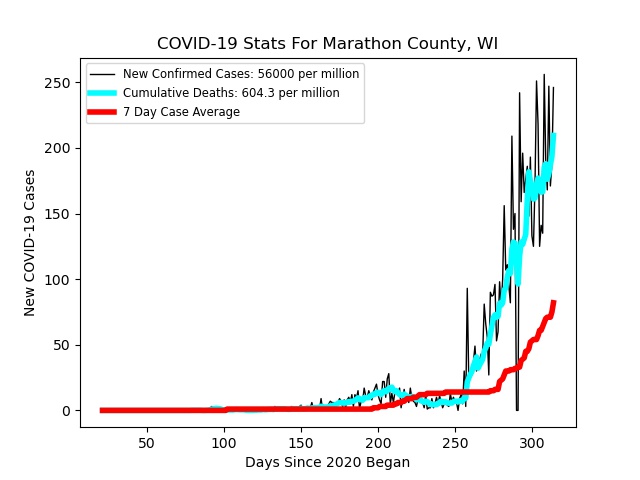 COVID-19 Stats For Marathon County, WI
New Confirmed Cases: 56000 per million
Cumulative Deaths: 604.3 per million
7 Day Case Average
New COVID-19 Cases
250
200
150
100
50
0
50 100 150 200 250 300
Days Since 2020 Began